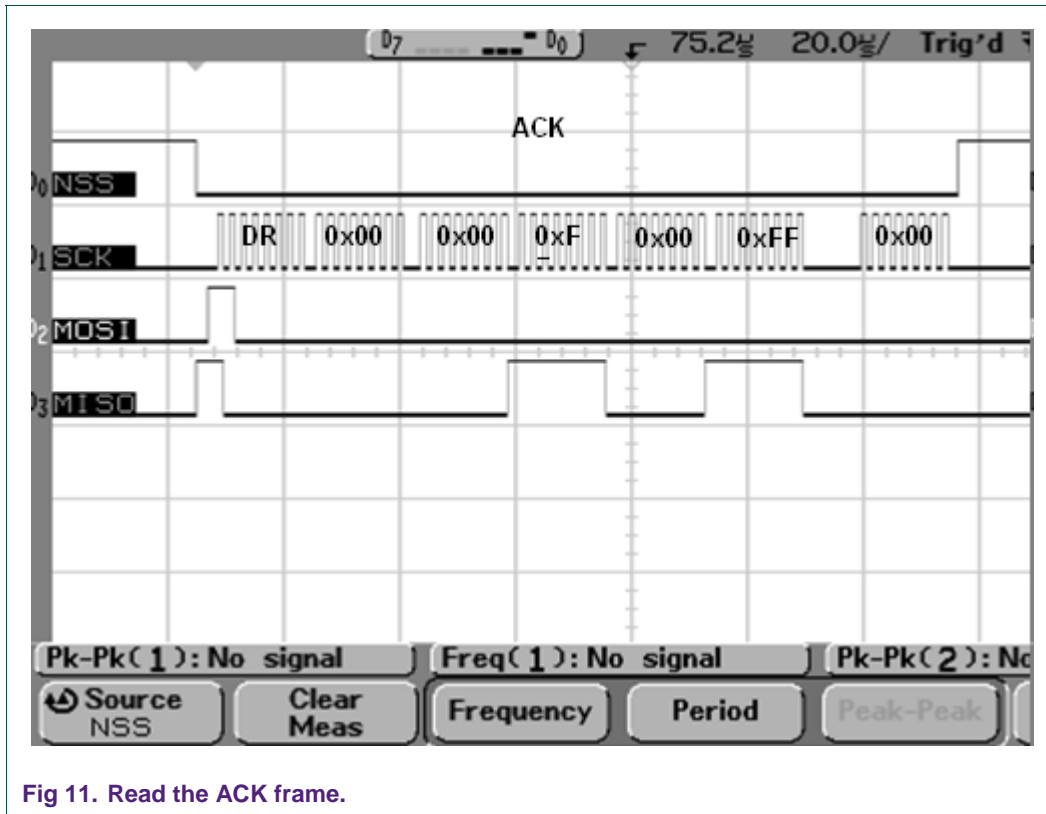 D7 D0 75.2us 20.0us/ Trig'd
ACK
D0 NSS
DR 0x00 0x00 0xF 0x00 0xFF 0x00
D1 SCK
D2 MOSI
D3 MISO
Pk-Pk(1): No signal Freq(1): No signal Pk-Pk(2): No
Source Clear
NSS Meas Frequency Period Peak-Peak
Fig 11. Read the ACK frame.